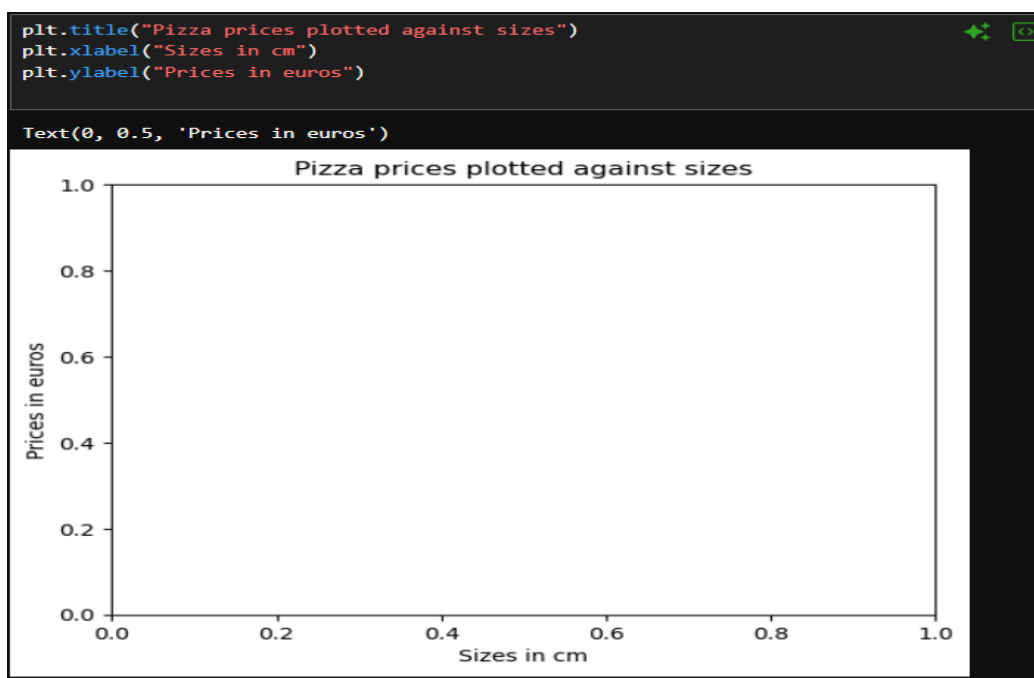 plt.title("Pizza prices plotted against sizes")
plt.xlabel("Sizes in cm")
plt.ylabel("Prices in euros")
Text(0, 0.5, 'Prices in euros')
Pizza prices plotted against sizes
1.0
0.8
0.6
0.4
0.2
0.0
Prices in euros
0.0 0.2 0.4 0.6 0.8 1.0
Sizes in cm